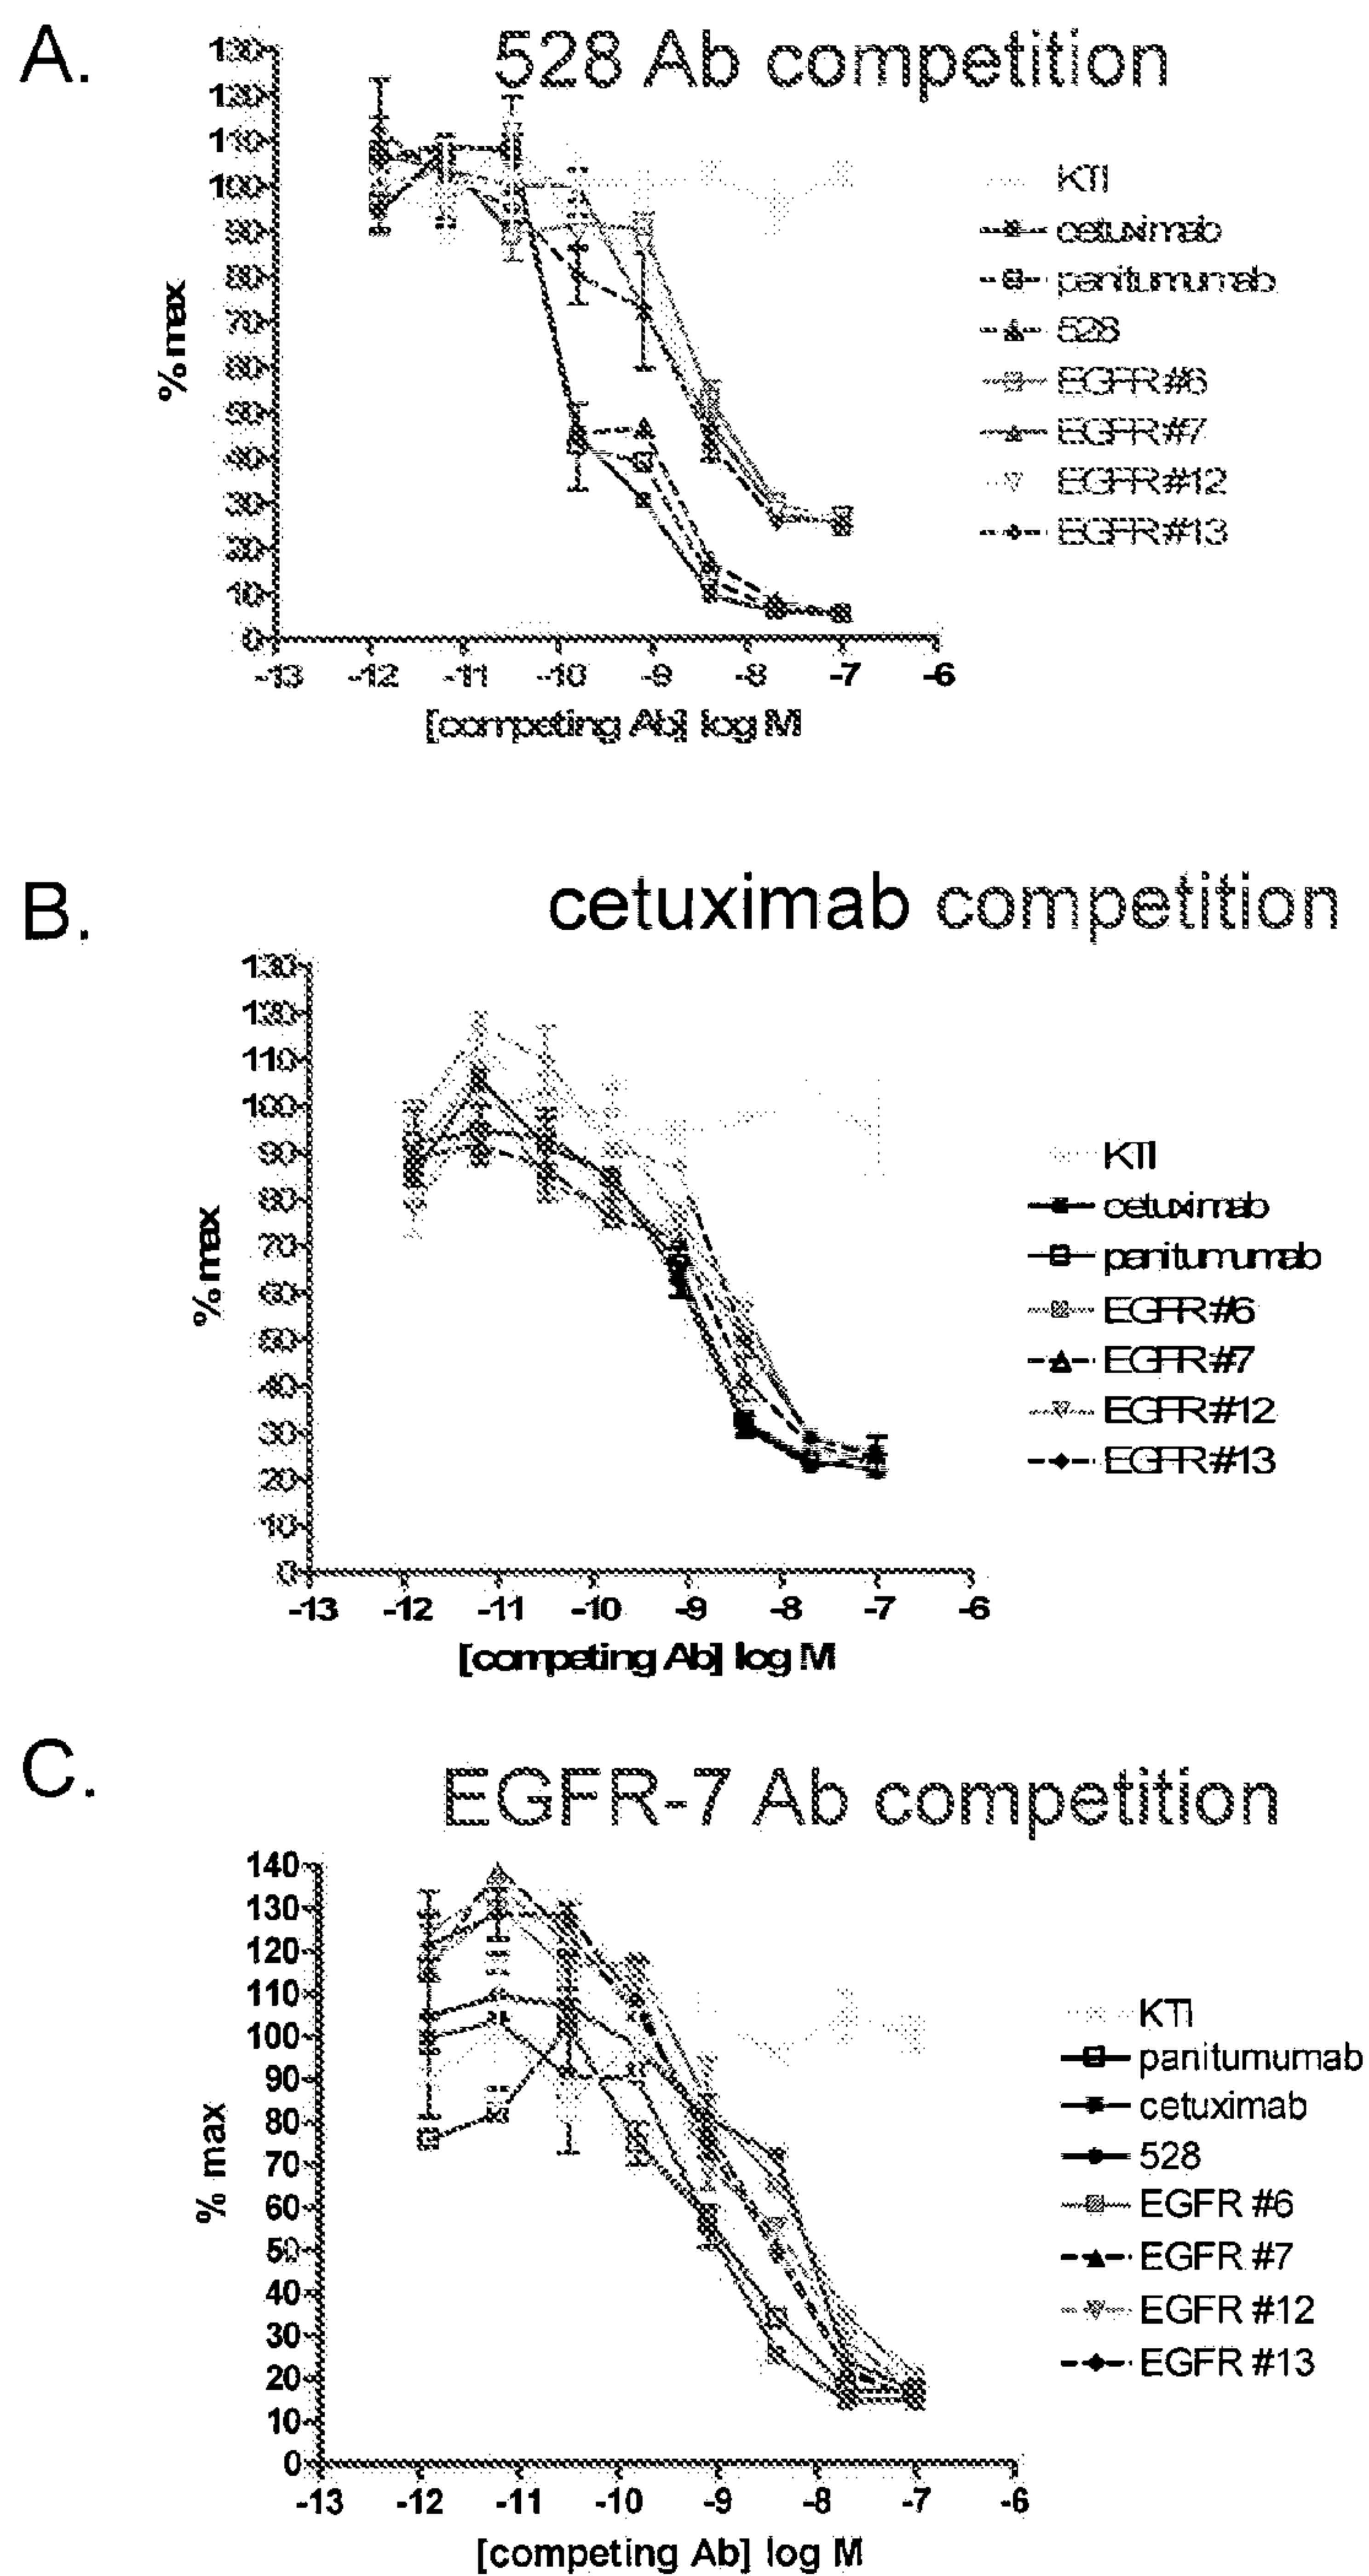 A.
528 Ab competition
130
120
110
100
90
80
70
60
50
40
30
20
10
0
% max
-13 -12 -11 -10 -9 -8 -7 -6
[competing Ab] log M
KTI
cetuximab
panitumumab
528
EGFR #6
EGFR #7
EGFR #12
EGFR #13
B.
cetuximab competition
130
120
110
100
90
80
70
60
50
40
30
20
10
0
% max
-13 -12 -11 -10 -9 -8 -7 -6
[competing Ab] log M
KTI
cetuximab
panitumumab
EGFR #6
EGFR #7
EGFR #12
EGFR #13
C.
EGFR-7 Ab competition
140
130
120
110
100
90
80
70
60
50
40
30
20
10
0
% max
-13 -12 -11 -10 -9 -8 -7 -6
[competing Ab] log M
KTI
panitumumab
cetuximab
528
EGFR #6
EGFR #7
EGFR #12
EGFR #13